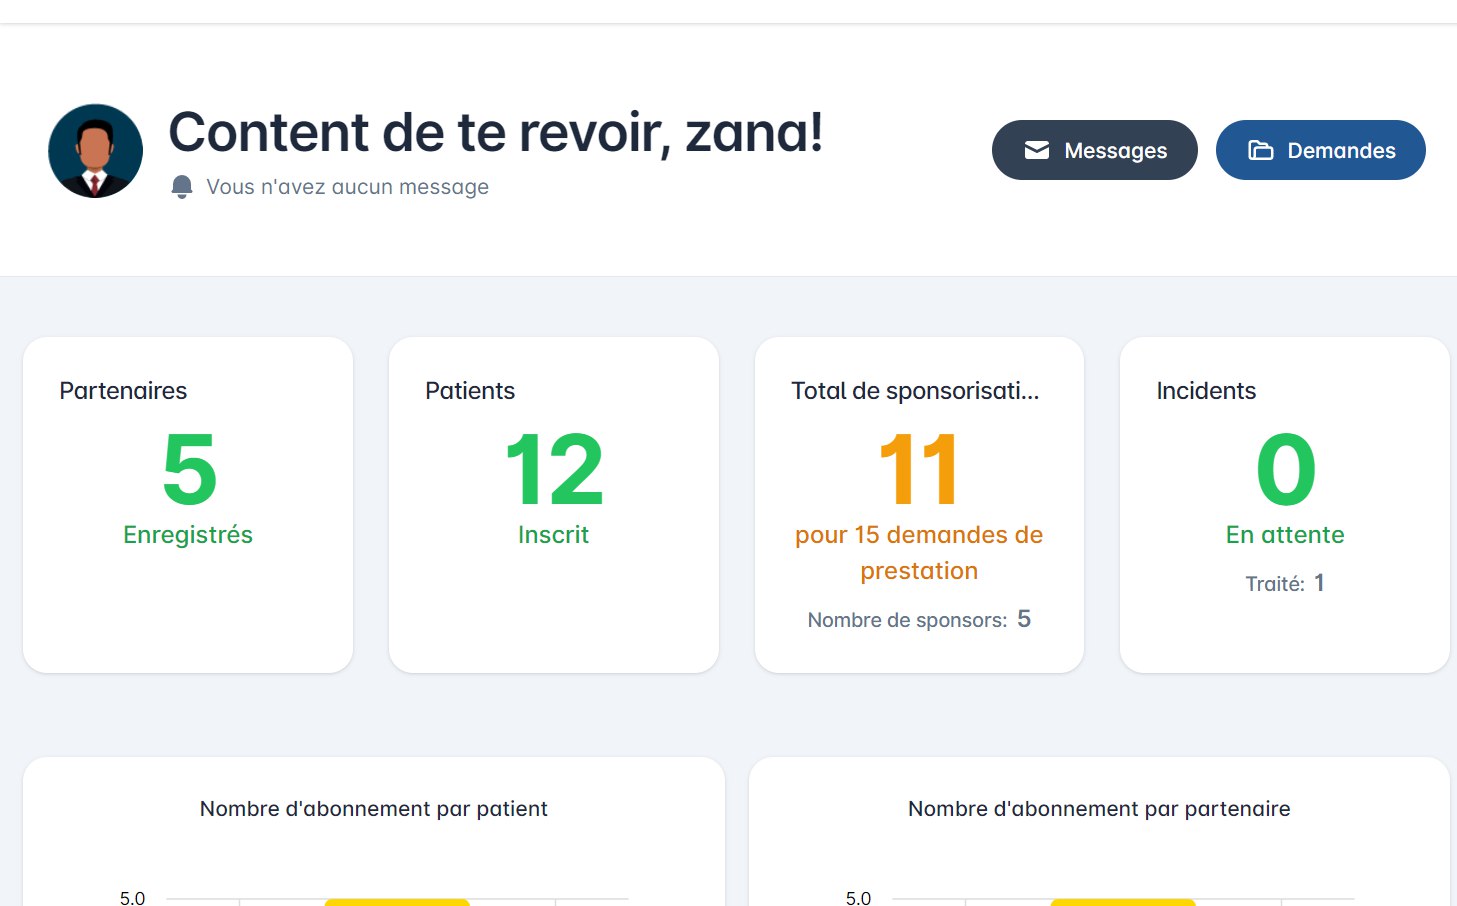 Content de te revoir, zana!
Vous n'avez aucun message
Messages
Demandes
Partenaires
5
Enregistrés
Patients
12
Inscrit
Total de sponsorisati...
11
pour 15 demandes de
prestation
Nombre de sponsors: 5
Incidents
0
En attente
Traité: 1
Nombre d'abonnement par patient
5.0
Nombre d'abonnement par partenaire
5.0